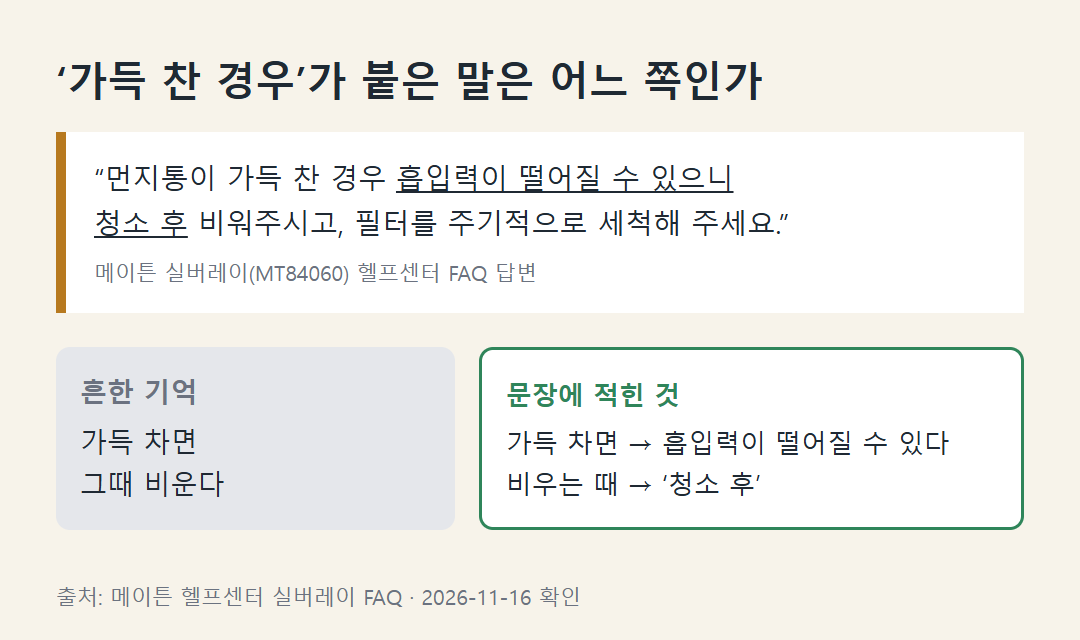 ‘가득 찬 경우’가 붙은 말은 어느 쪽인가
“먼지통이 가득 찬 경우 흡입력이 떨어질 수 있으니
청소 후 비워주시고, 필터를 주기적으로 세척해 주세요.”
메이튼 실버레이(MT84060) 헬프센터 FAQ 답변
흔한 기억
가득 차면
그때 비운다
문장에 적힌 것
가득 차면 → 흡입력이 떨어질 수 있다
비우는 때 → ‘청소 후’
출처: 메이튼 헬프센터 실버레이 FAQ · 2026-11-16 확인